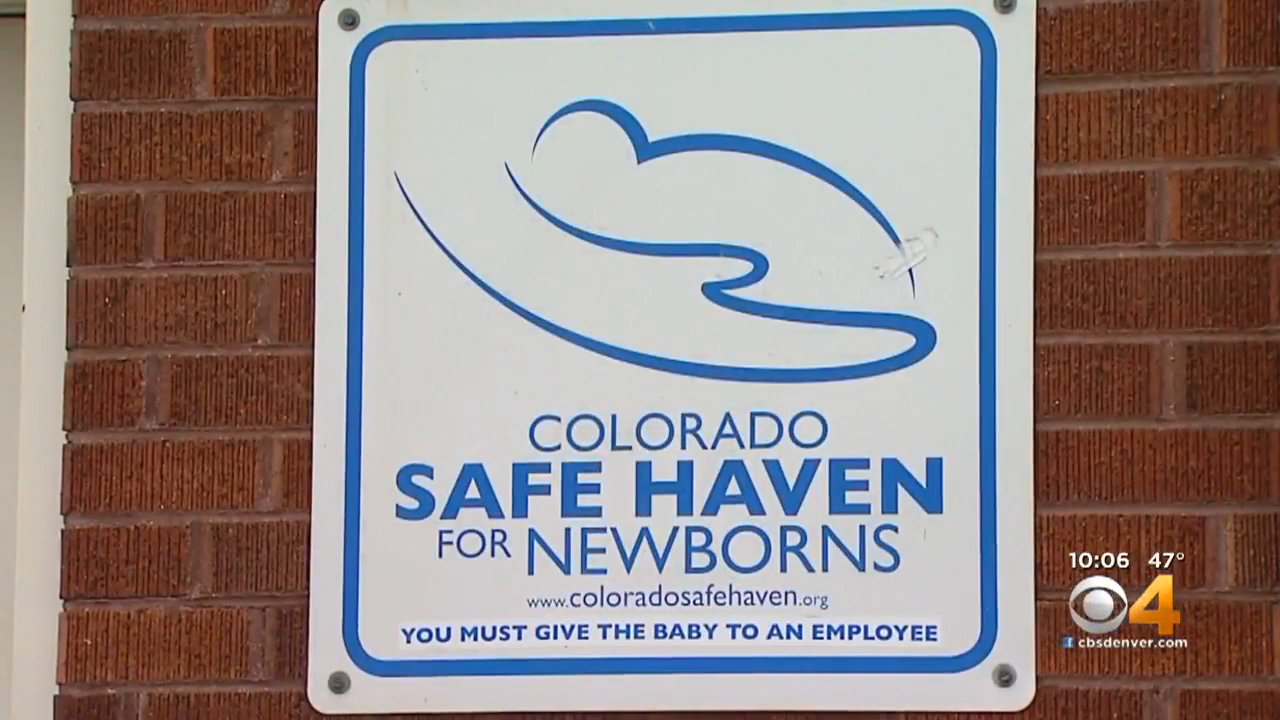 COLORADO
SAFE HAVEN
FOR NEWBORNS
www.coloradosafehaven.org
YOU MUST GIVE THE BABY TO AN EMPLOYEE
10:06 47°
4
f cbsdenver.com